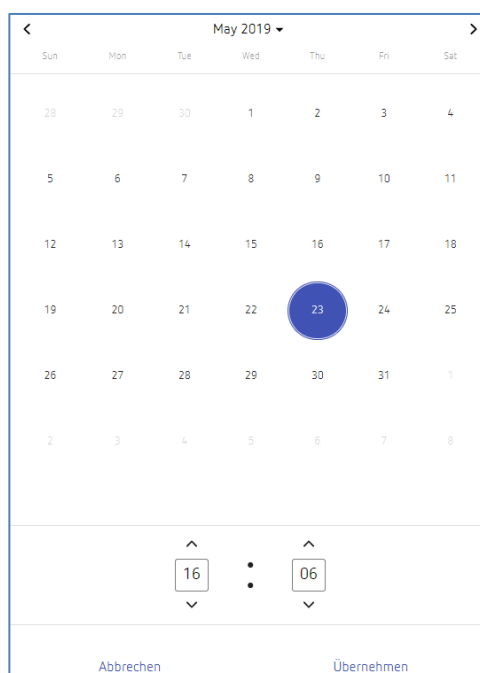 May 2019
Sun Mon Tue Wed Thu Fri Sat
28 29 30 1 2 3 4
5 6 7 8 9 10 11
12 13 14 15 16 17 18
19 20 21 22 23 24 25
26 27 28 29 30 31 1
2 3 4 5 6 7 8
16 : 06
Abbrechen Übernehmen